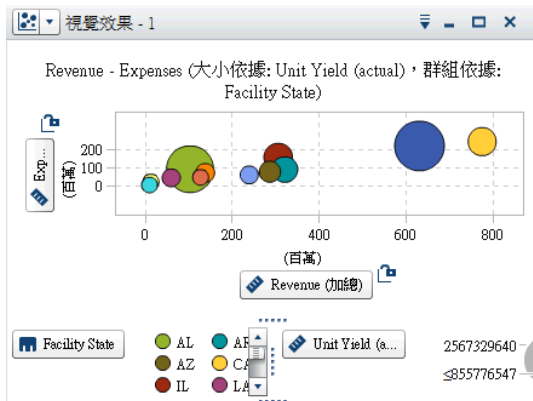 視覺效果 - 1
Revenue - Expenses (大小依據: Unit Yield (actual)，群組依據:
Facility State)
Exp...
(百萬)
200
100
0
0
200
400
600
800
(百萬)
Revenue (加總)
Facility State
AL
AZ
IL
Unit Yield (a...
2567329640
≤855776547